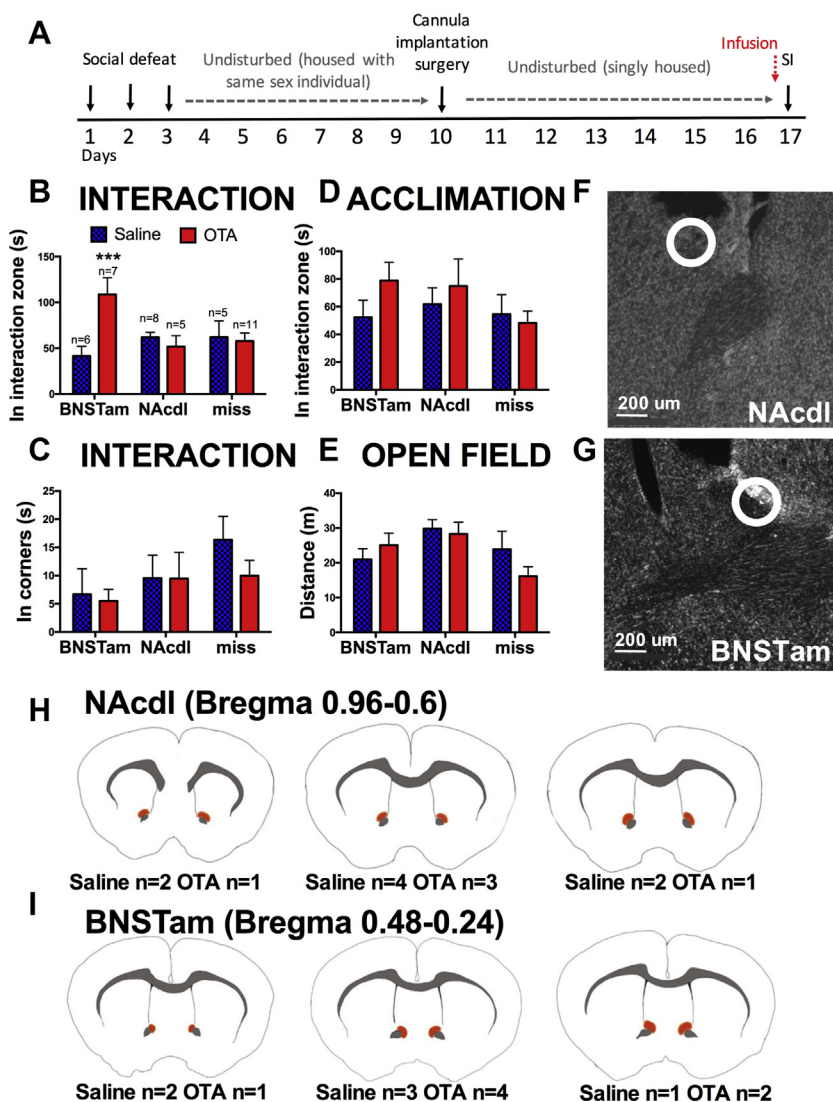 A
Social defeat
Undisturbed (housed with
same sex individual)
Cannula
implantation
surgery
Undisturbed (singly housed)
Infusion
SI
1 2 3 4 5 6 7 8 9 10 11 12 13 14 15 16 17
Days
B INTERACTION
Saline OTA
In interaction zone (s)
150
100
50
0
***
n=7
n=6
n=8
n=5
n=5
n=11
BNSTam NAcdl miss
D ACCLIMATION
In interaction zone (s)
100
80
60
40
20
0
BNSTam NAcdl miss
F
200 um
NAcdl
C INTERACTION
In corners (s)
25
20
15
10
5
0
BNSTam NAcdl miss
E OPEN FIELD
Distance (m)
40
30
20
10
0
BNSTam NAcdl miss
G
200 um
BNSTam
H NAcdl (Bregma 0.96-0.6)
Saline n=2 OTA n=1
Saline n=4 OTA n=3
Saline n=2 OTA n=1
I BNSTam (Bregma 0.48-0.24)
Saline n=2 OTA n=1
Saline n=3 OTA n=4
Saline n=1 OTA n=2